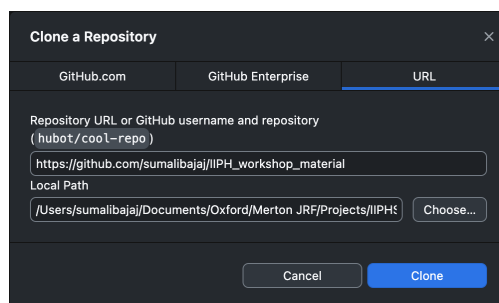 Clone a Repository
GitHub.com GitHub Enterprise URL
Repository URL or GitHub username and repository
(hubot/cool-repo)
https://github.com/sumalibajaj/IIPH_workshop_material
Local Path
/Users/sumalibajaj/Documents/Oxford/Merton JRF/Projects/IIPHS Choose...
Cancel Clone